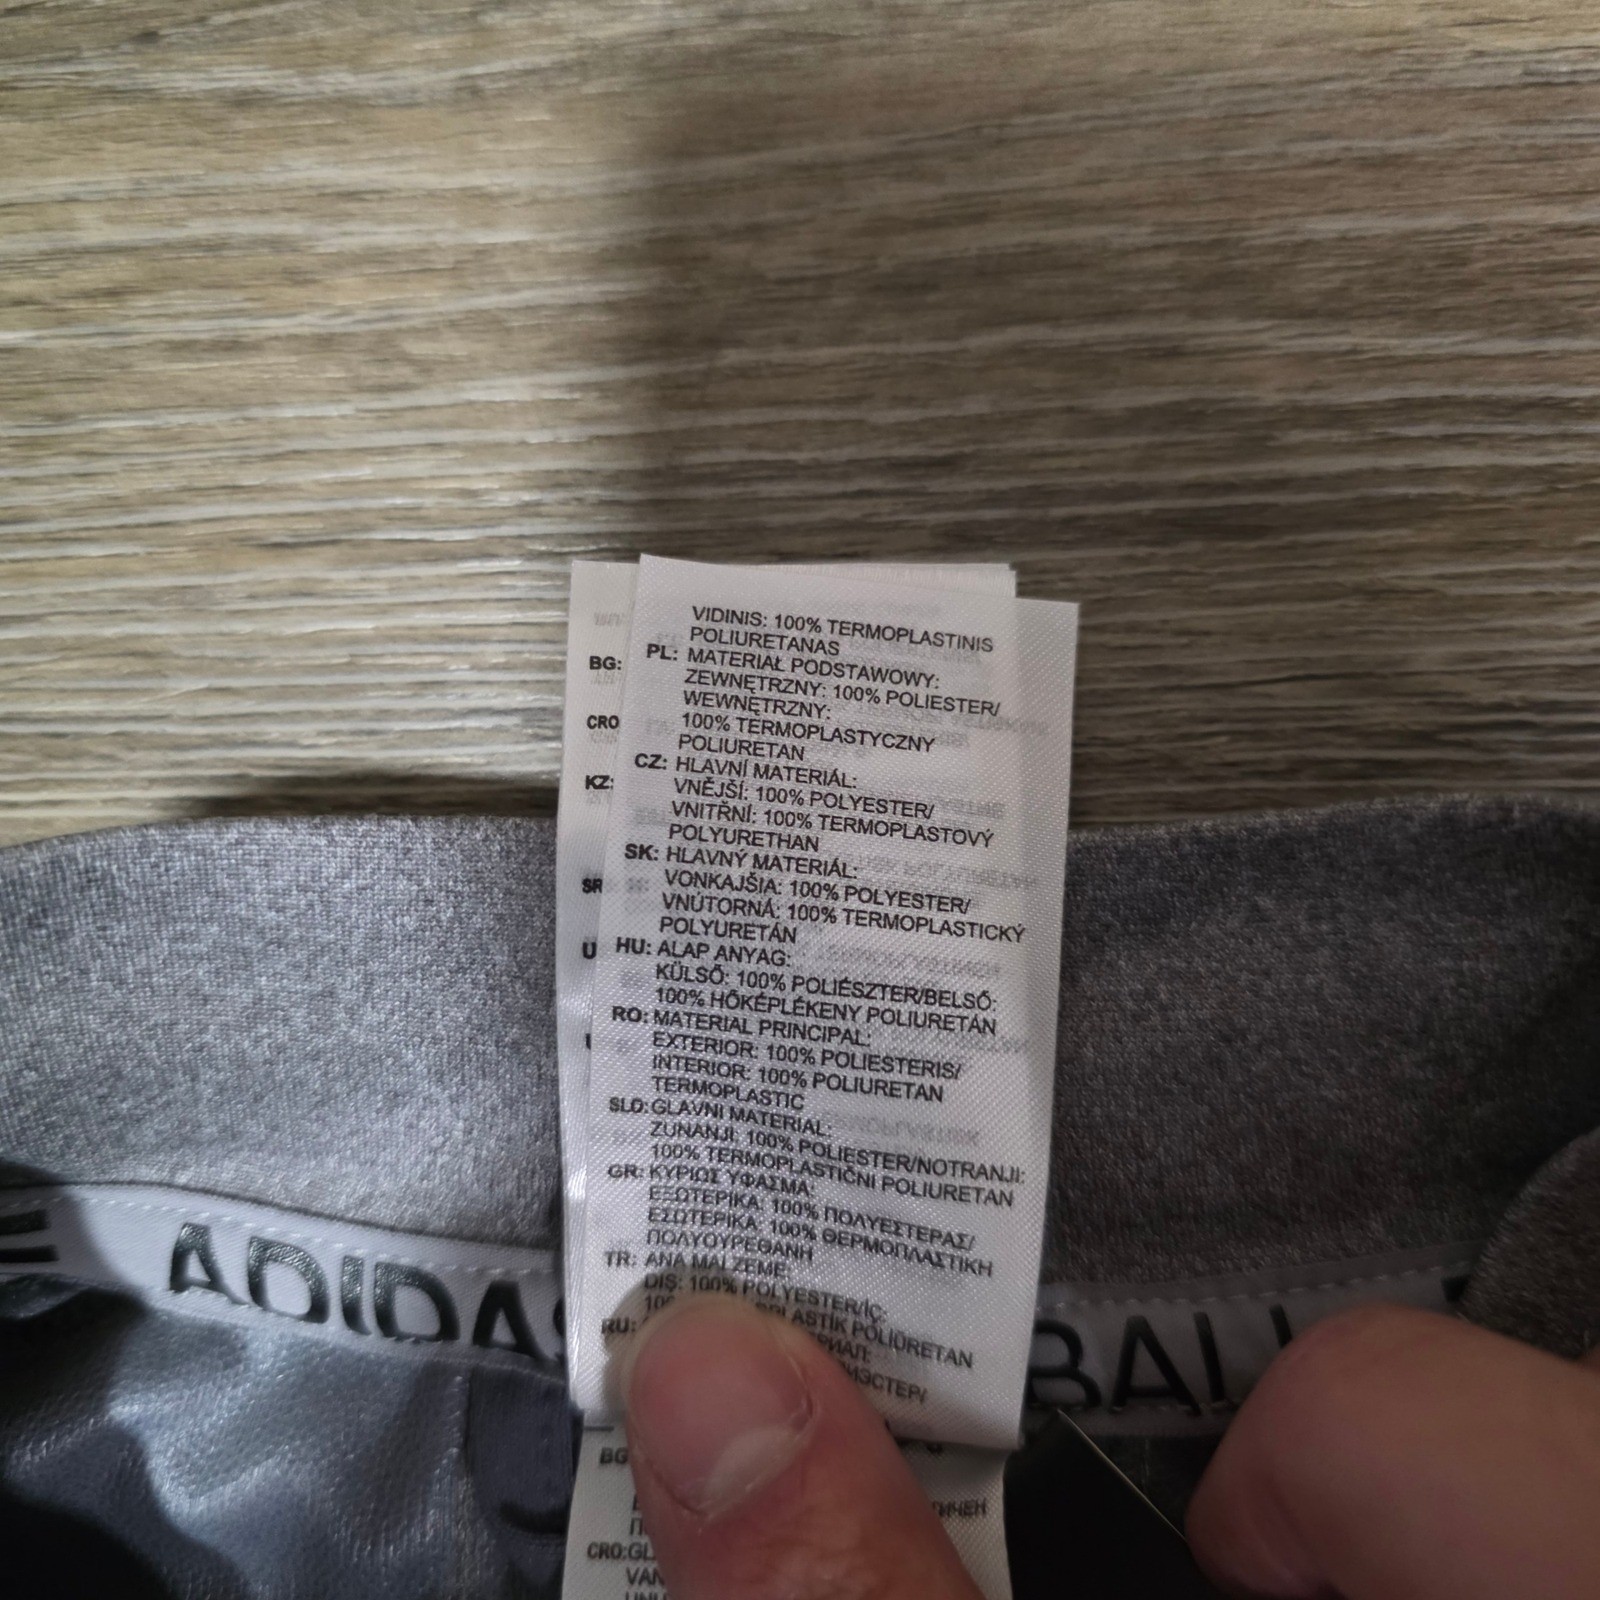 VIDINIS: 100% TERMOPLASTINIS
POLIURETANAS
PL: MATERIAŁ PODSTAWOWY:
ZEWNĘTRZNY: 100% POLIESTER/
WEWNĘTRZNY:
100% TERMOPLASTYCZNY
POLIURETAN
CZ: HLAVNÍ MATERIÁL:
VNĚJŠÍ: 100% POLYESTER/
VNITŘNÍ: 100% TERMOPLASTOVÝ
POLYURETHAN
SK: HLAVNÝ MATERIÁL:
VONKAJŠIA: 100% POLYESTER/
VNÚTORNÁ: 100% TERMOPLASTICKÝ
POLYURETÁN
HU: ALAP ANYAG:
KÜLSŐ: 100% POLIÉSZTER/BELSŐ:
100% HŐKÉPLÉKENY POLIURETÁN
RO: MATERIAL PRINCIPAL:
EXTERIOR: 100% POLIESTERIS/
INTERIOR: 100% POLIURETAN
TERMOPLASTIC
SLO: GLAVNI MATERIAL:
ZUNANJI: 100% POLIESTER/NOTRANJI:
100% TERMOPLASTIČNI POLIURETAN
GR: ΚΥΡΙΩΣ ΥΦΑΣΜΑ:
ΕΞΩΤΕΡΙΚΑ: 100% ΠΟΛΥΕΣΤΕΡΑΣ/
ΕΣΩΤΕΡΙΚΑ: 100% ΘΕΡΜΟΠΛΑΣΤΙΚΗ
ΠΟΛΥΟΥΡΕΘΑΝΗ
TR: ANA MALZEME:
DIŞ: 100% POLYESTER/İÇ:
POLIÜRETAN
RU:
BG:
CRO
KZ:
SR
BG
CRO:
ADIDAS
BALL